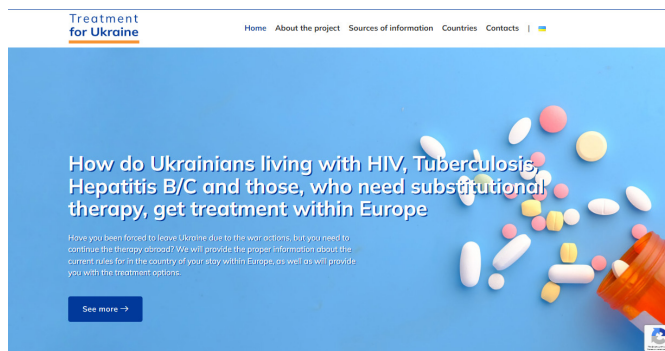 Treatment
for Ukraine
Home About the project Sources of information Countries Contacts |
How do Ukrainians living with HIV, Tuberculosis,
Hepatitis B/C and those, who need substitutional
therapy, get treatment within Europe
Have you been forced to leave Ukraine due to the war actions, but you need to
continue the therapy abroad? We will provide the proper information about the
current rules for in the country of your stay within Europe, as well as will provide
you with the treatment options.
See more →